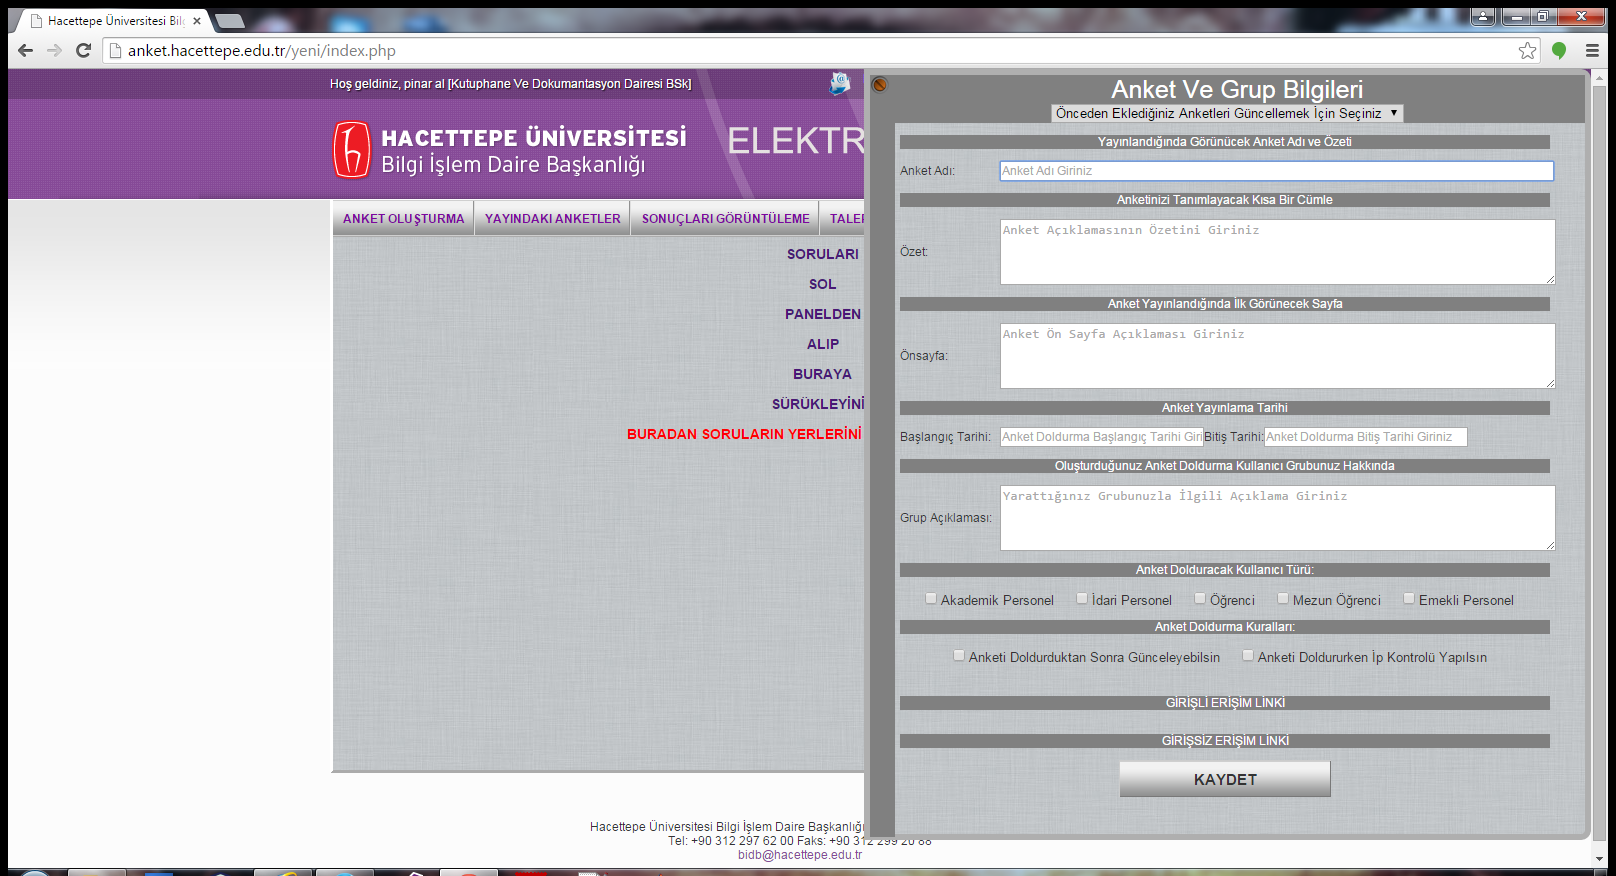 Hacettepe Üniversitesi Bilg
anket.hacettepe.edu.tr/yeni/index.php
Hoş geldiniz, pinar al [Kutuphane Ve Dokumantasyon Dairesi BSk]
HACETTEPE ÜNİVERSİTESİ
Bilgi İşlem Daire Başkanlığı
ELEKTR
ANKET OLUŞTURMA
YAYINDAKI ANKETLER
SONUÇLARI GÖRÜNTÜLEME
TALEP
SORULARI
SOL
PANELDEN
ALIP
BURAYA
SÜRÜKLEYİNİ
BURADAN SORULARIN YERLERİNİ
Anket Ve Grup Bilgileri
Önceden Eklediğiniz Anketleri Güncellemek İçin Seçiniz
Yayınlandığında Görünücek Anket Adı ve Özeti
Anket Adı: Anket Adı Giriniz
Anketinizi Tanımlayacak Kısa Bir Cümle
Anket Açıklamasının Özetini Giriniz
Özet:
Anket Yayınlandığında İlk Görünecek Sayfa
Anket Ön Sayfa Açıklaması Giriniz
Önsayfa:
Anket Yayınlama Tarihi
Başlangıç Tarihi: Anket Doldurma Başlangıç Tarihi Giri Bitiş Tarihi: Anket Doldurma Bitiş Tarihi Giriniz
Oluşturduğunuz Anket Doldurma Kullanıcı Grubunuz Hakkında
Yarattığınız Grubunuzla İlgili Açıklama Giriniz
Grup Açıklaması:
Anket Dolduracak Kullanıcı Türü:
Akademik Personel İdari Personel Öğrenci Mezun Öğrenci Emekli Personel
Anket Doldurma Kuralları:
Anketi Doldurduktan Sonra Günceleyebilsin Anketi Doldururken İp Kontrolü Yapılsın
GİRİŞLİ ERİŞİM LİNKİ
GİRİŞSİZ ERİŞİM LİNKİ
KAYDET
Hacettepe Üniversitesi Bilgi İşlem Daire Başkanlığı
Tel: +90 312 297 62 00 Faks: +90 312 299 20 88
bidb@hacettepe.edu.tr